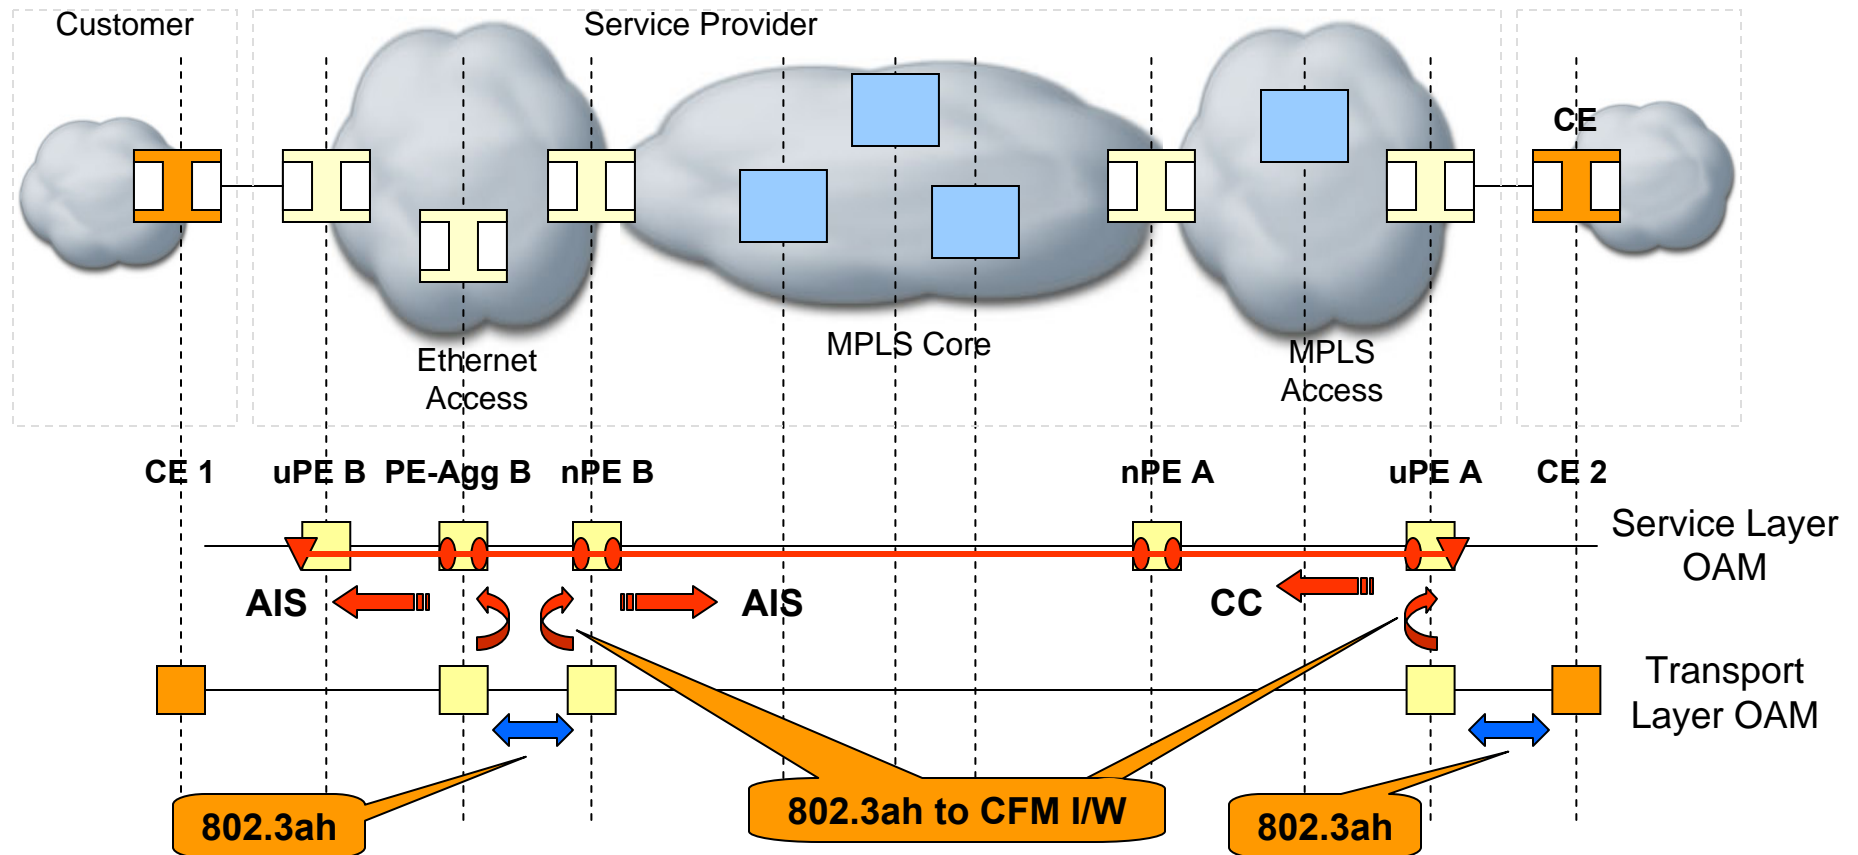 Customer
Service Provider
CE
Ethernet
Access
MPLS Core
MPLS
Access
CE 1
uPE B
PE-Agg B
nPE B
nPE A
uPE A
CE 2
Service Layer
OAM
AIS
AIS
CC
Transport
Layer OAM
802.3ah
802.3ah to CFM I/W
802.3ah